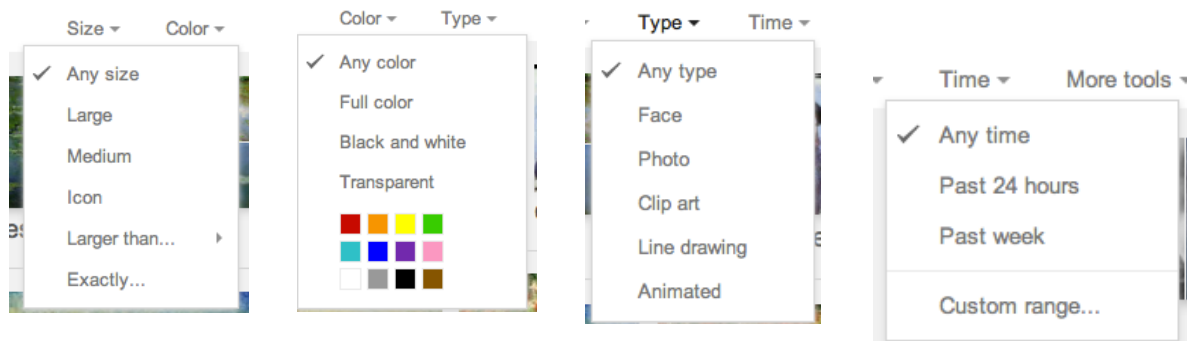 Size Color
Any size
Large
Medium
Icon
Larger than...
Exactly...
Color Type
Any color
Full color
Black and white
Transparent
Type Time
Any type
Face
Photo
Clip art
Line drawing
Animated
Time More tools
Any time
Past 24 hours
Past week
Custom range...